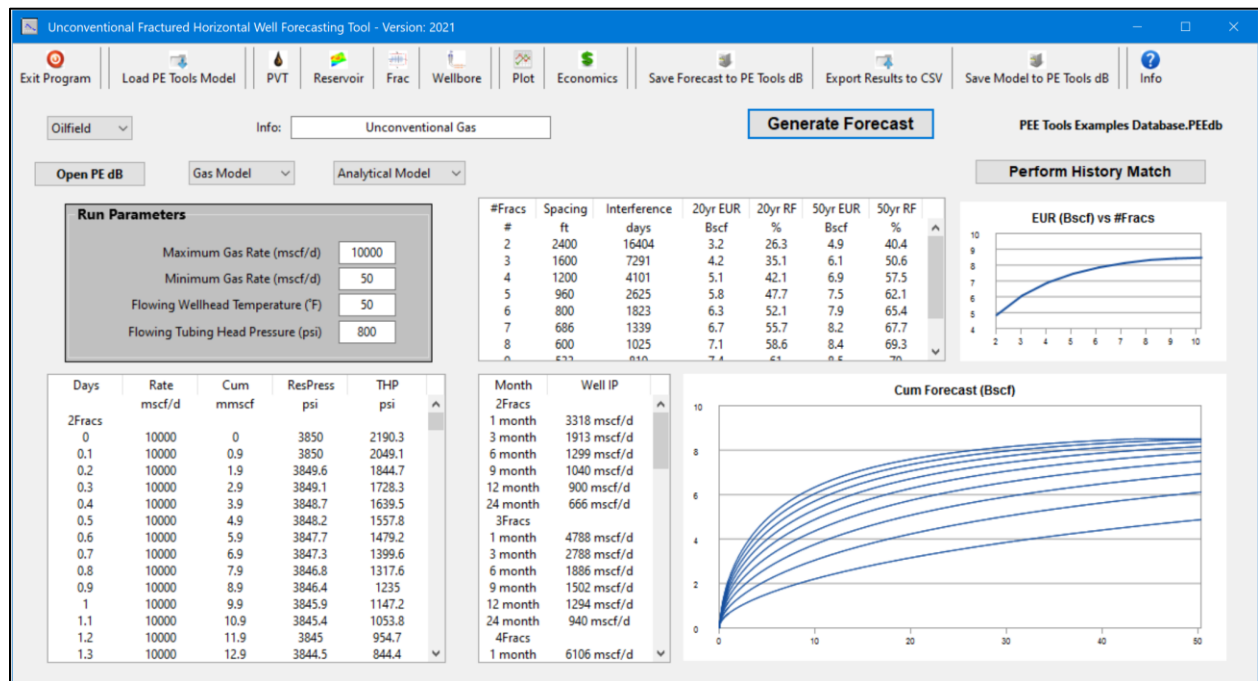 Unconventional Fractured Horizontal Well Forecasting Tool - Version: 2021
Exit Program Load PE Tools Model PVT Reservoir Frac Wellbore Plot Economics Save Forecast to PE Tools dB Export Results to CSV Save Model to PE Tools dB Info
Oilfield Info: Unconventional Gas Generate Forecast PEE Tools Examples Database.PEEdb
Open PE dB Gas Model Analytical Model Perform History Match
Run Parameters
Maximum Gas Rate (mscf/d) 10000
Minimum Gas Rate (mscf/d) 50
Flowing Wellhead Temperature (°F) 50
Flowing Tubing Head Pressure (psi) 800
#Fracs Spacing Interference 20yr EUR 20yr RF 50yr EUR 50yr RF
# ft days Bscf % Bscf %
2 2400 16404 3.2 26.3 4.9 40.4
3 1600 7291 4.2 35.1 6.1 50.6
4 1200 4101 5.1 42.1 6.9 57.5
5 960 2625 5.8 47.7 7.5 62.1
6 800 1823 6.3 52.1 7.9 65.4
7 686 1339 6.7 55.7 8.2 67.7
8 600 1025 7.1 58.6 8.4 69.3
9 533 810 7.4 61 8.5 70
EUR (Bscf) vs #Fracs
10
9
8
7
6
5
4
2 3 4 5 6 7 8 9 10
Days Rate Cum ResPress THP
mscf/d mmscf psi psi
2Fracs
0 10000 0 3850 2190.3
0.1 10000 0.9 3850 2049.1
0.2 10000 1.9 3849.6 1844.7
0.3 10000 2.9 3849.1 1728.3
0.4 10000 3.9 3848.7 1639.5
0.5 10000 4.9 3848.2 1557.8
0.6 10000 5.9 3847.7 1479.2
0.7 10000 6.9 3847.3 1399.6
0.8 10000 7.9 3846.8 1317.6
0.9 10000 8.9 3846.4 1235
1 10000 9.9 3845.9 1147.2
1.1 10000 10.9 3845.4 1053.8
1.2 10000 11.9 3845 954.7
1.3 10000 12.9 3844.5 844.4
Month Well IP
2Fracs
1 month 3318 mscf/d
3 month 1913 mscf/d
6 month 1299 mscf/d
9 month 1040 mscf/d
12 month 900 mscf/d
24 month 666 mscf/d
3Fracs
1 month 4788 mscf/d
3 month 2788 mscf/d
6 month 1886 mscf/d
9 month 1502 mscf/d
12 month 1294 mscf/d
24 month 940 mscf/d
4Fracs
1 month 6106 mscf/d
Cum Forecast (Bscf)
10
8
6
4
2
0
0 10 20 30 40 50